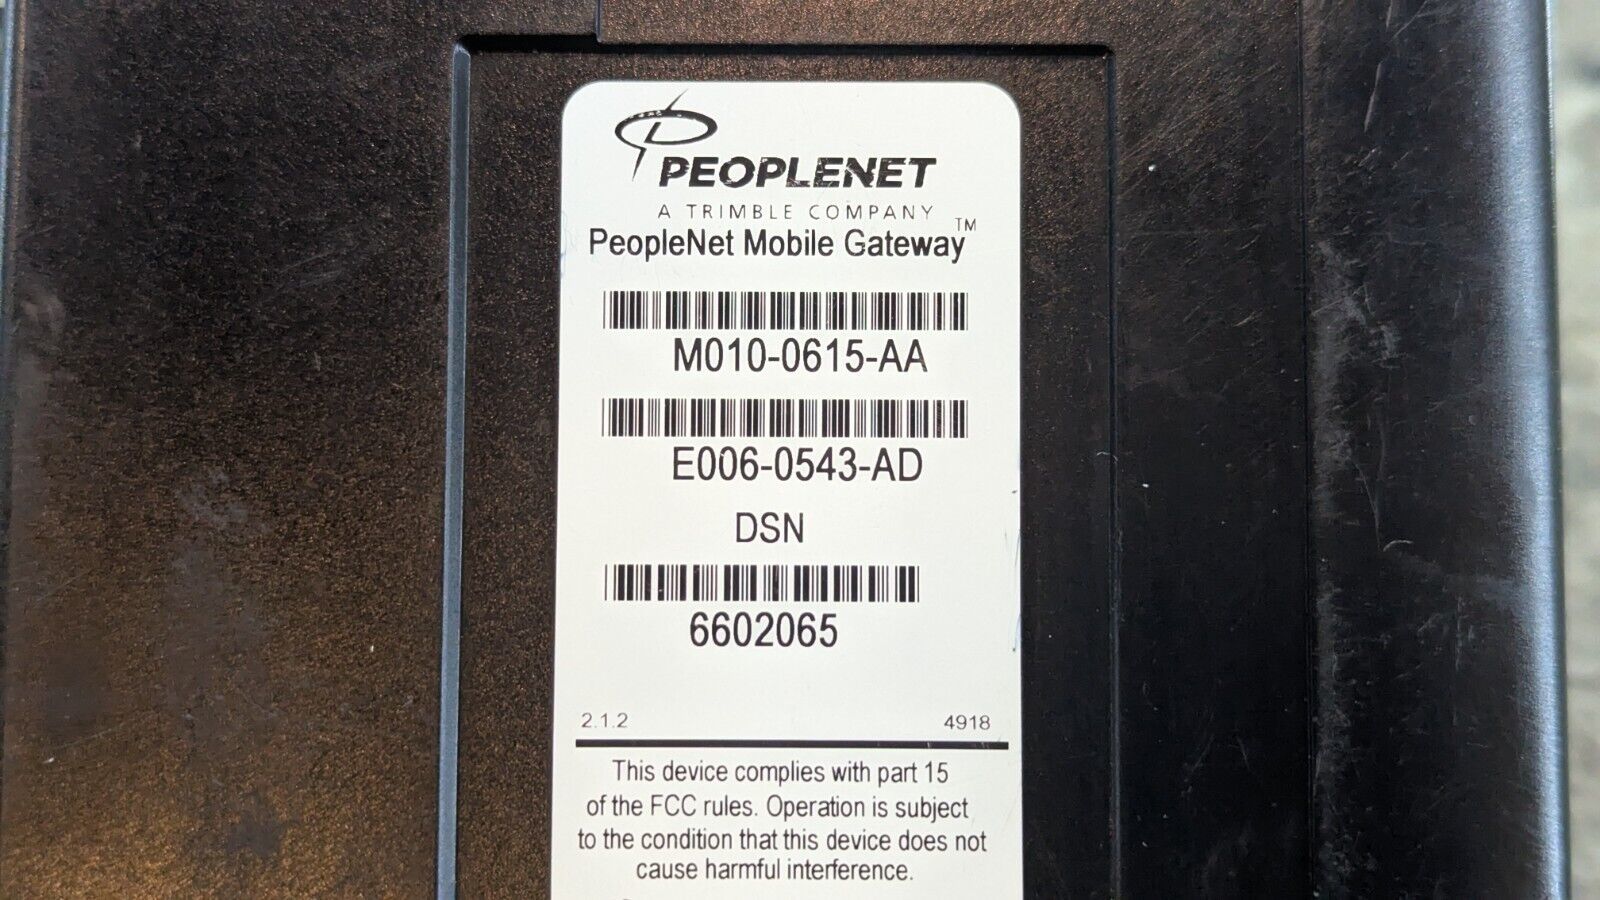 PEOPLENET
A TRIMBLE COMPANY
PeopleNet Mobile Gateway™
M010-0615-AA
E006-0543-AD
DSN
6602065
2.1.2 4918
This device complies with part 15
of the FCC rules. Operation is subject
to the condition that this device does not
cause harmful interference.